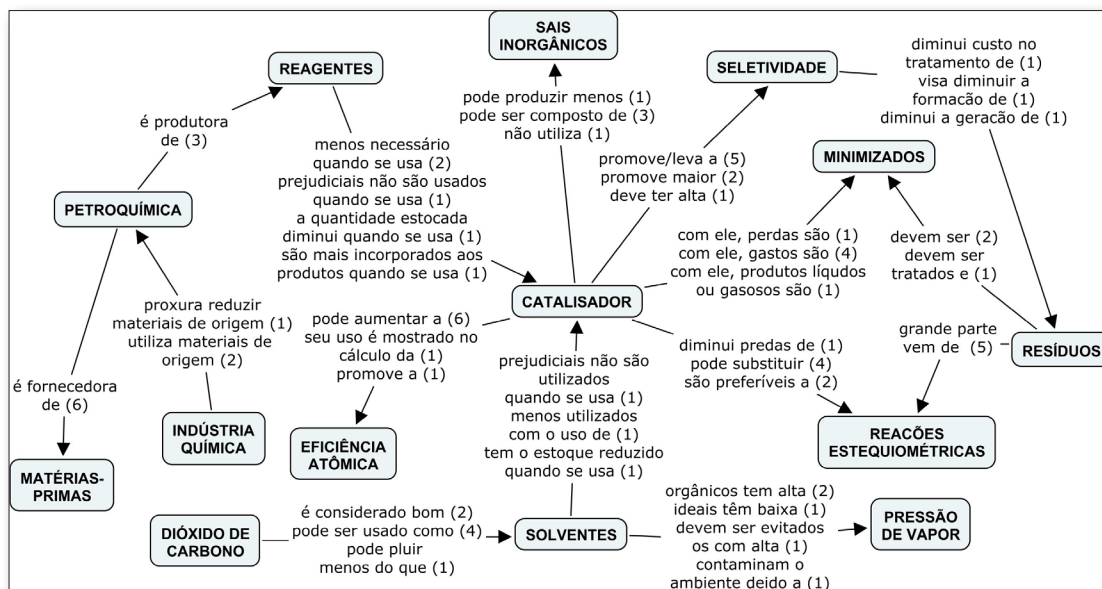 SAIS
INORGÂNICOS
REAGENTES
SELETIVIDADE
diminui custo no
tratamento de (1)
visa diminuir a
formacão de (1)
diminui a geracão de (1)
pode produzir menos (1)
pode ser composto de (3)
não utiliza (1)
é produtora
de (3)
menos necessário
quando se usa (2)
prejudiciais não são usados
quando se usa (1)
a quantidade estocada
diminui quando se usa (1)
são mais incorporados aos
produtos quando se usa (1)
promove/leva a (5)
promove maior (2)
deve ter alta (1)
MINIMIZADOS
PETROQUÍMICA
com ele, perdas são (1)
com ele, gastos são (4)
com ele, produtos líqudos
ou gasosos são (1)
devem ser (2)
devem ser
tratados e (1)
CATALISADOR
proxura reduzir
materiais de origem (1)
utiliza materiais de
origem (2)
pode aumentar a (6)
seu uso é mostrado no
cálculo da (1)
promove a (1)
prejudiciais não são
utilizados
quando se usa (1)
menos utilizados
com o uso de (1)
tem o estoque reduzido
quando se usa (1)
diminui predas de (1)
pode substituir (4)
são preferíveis a (2)
grande parte
vem de (5)
RESÍDUOS
é fornecedora
de (6)
INDÚSTRIA
QUÍMICA
EFICIÊNCIA
ATÔMICA
REACÕES
ESTEQUIOMÉTRICAS
MATÉRIAS-
PRIMAS
DIÓXIDO DE
CARBONO
é considerado bom (2)
pode ser usado como (4)
pode pluir
menos do que (1)
SOLVENTES
orgânicos tem alta (2)
ideais têm baixa (1)
devem ser evitados
os com alta (1)
contaminam o
ambiente deido a (1)
PRESSÃO
DE VAPOR